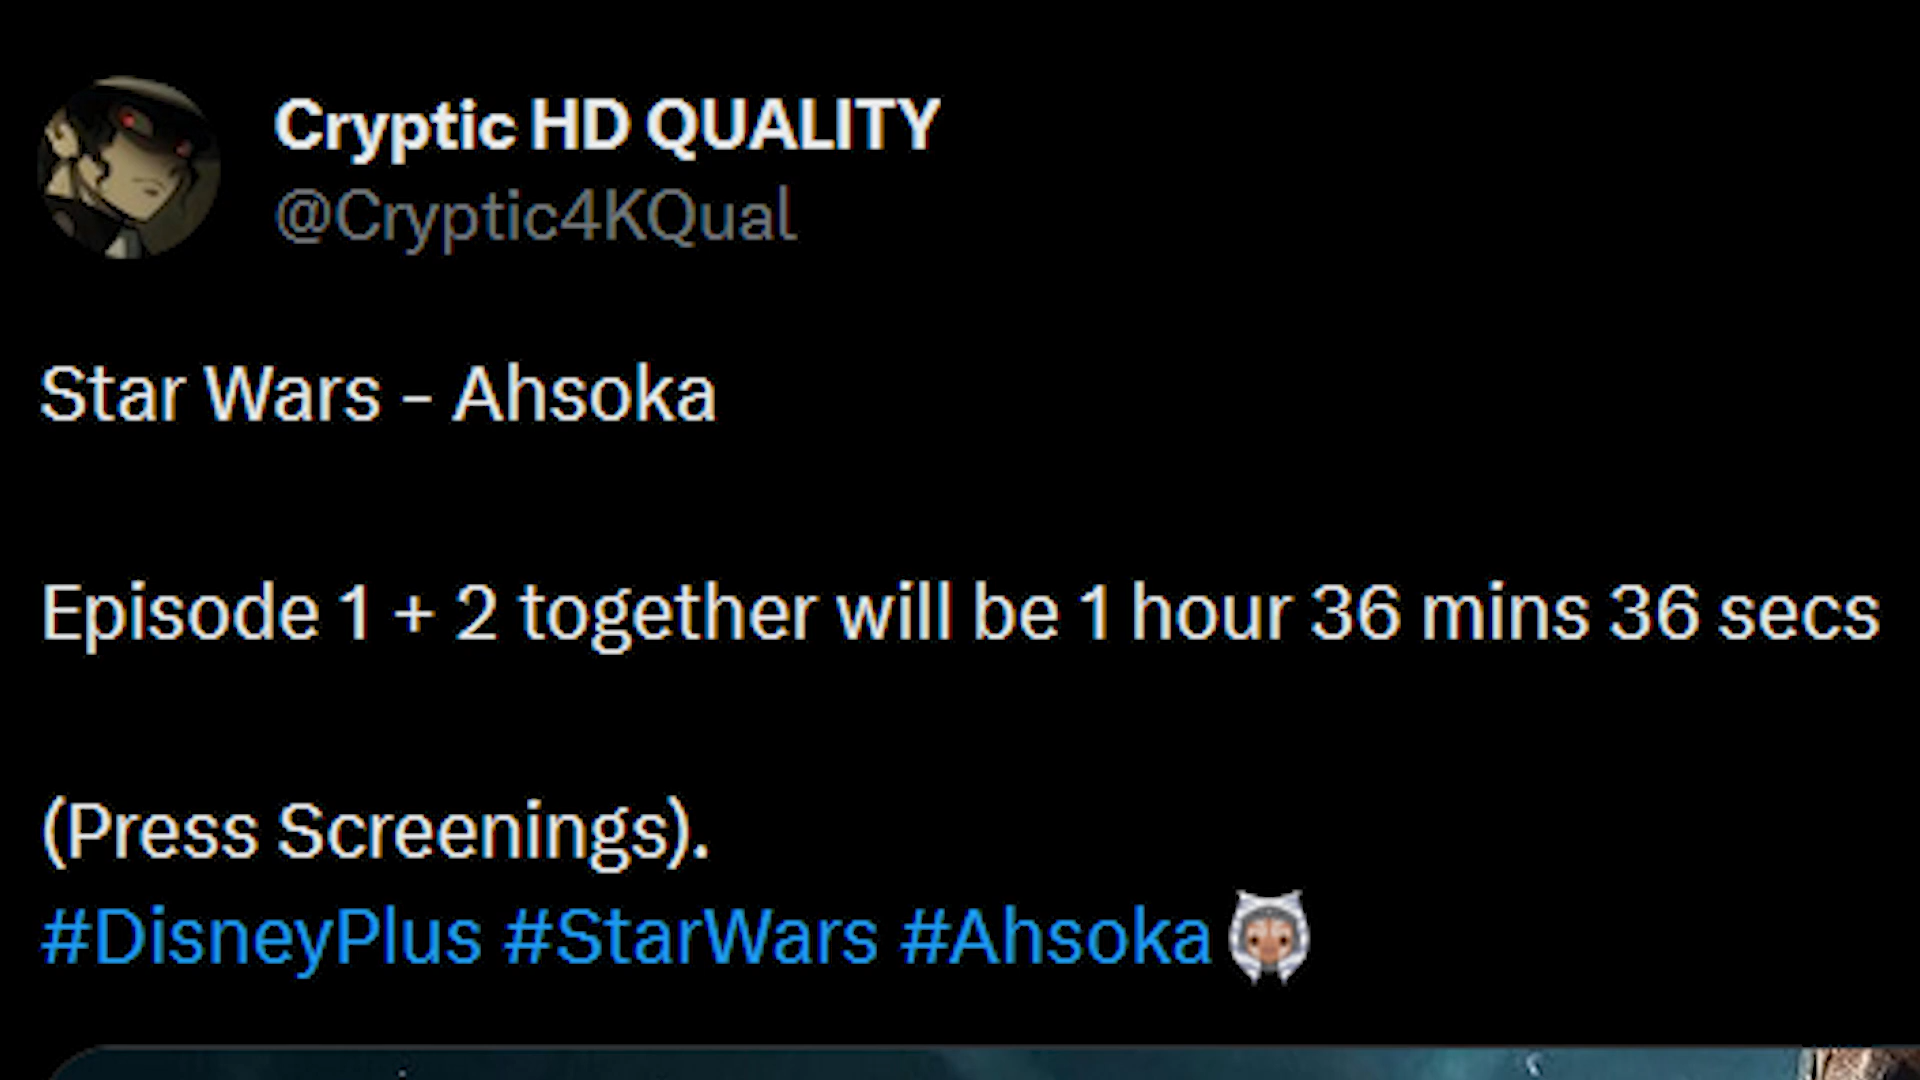 Cryptic HD QUALITY
@Cryptic4KQual
Star Wars – Ahsoka
Episode 1 + 2 together will be 1 hour 36 mins 36 secs
(Press Screenings).
#DisneyPlus #StarWars #Ahsoka